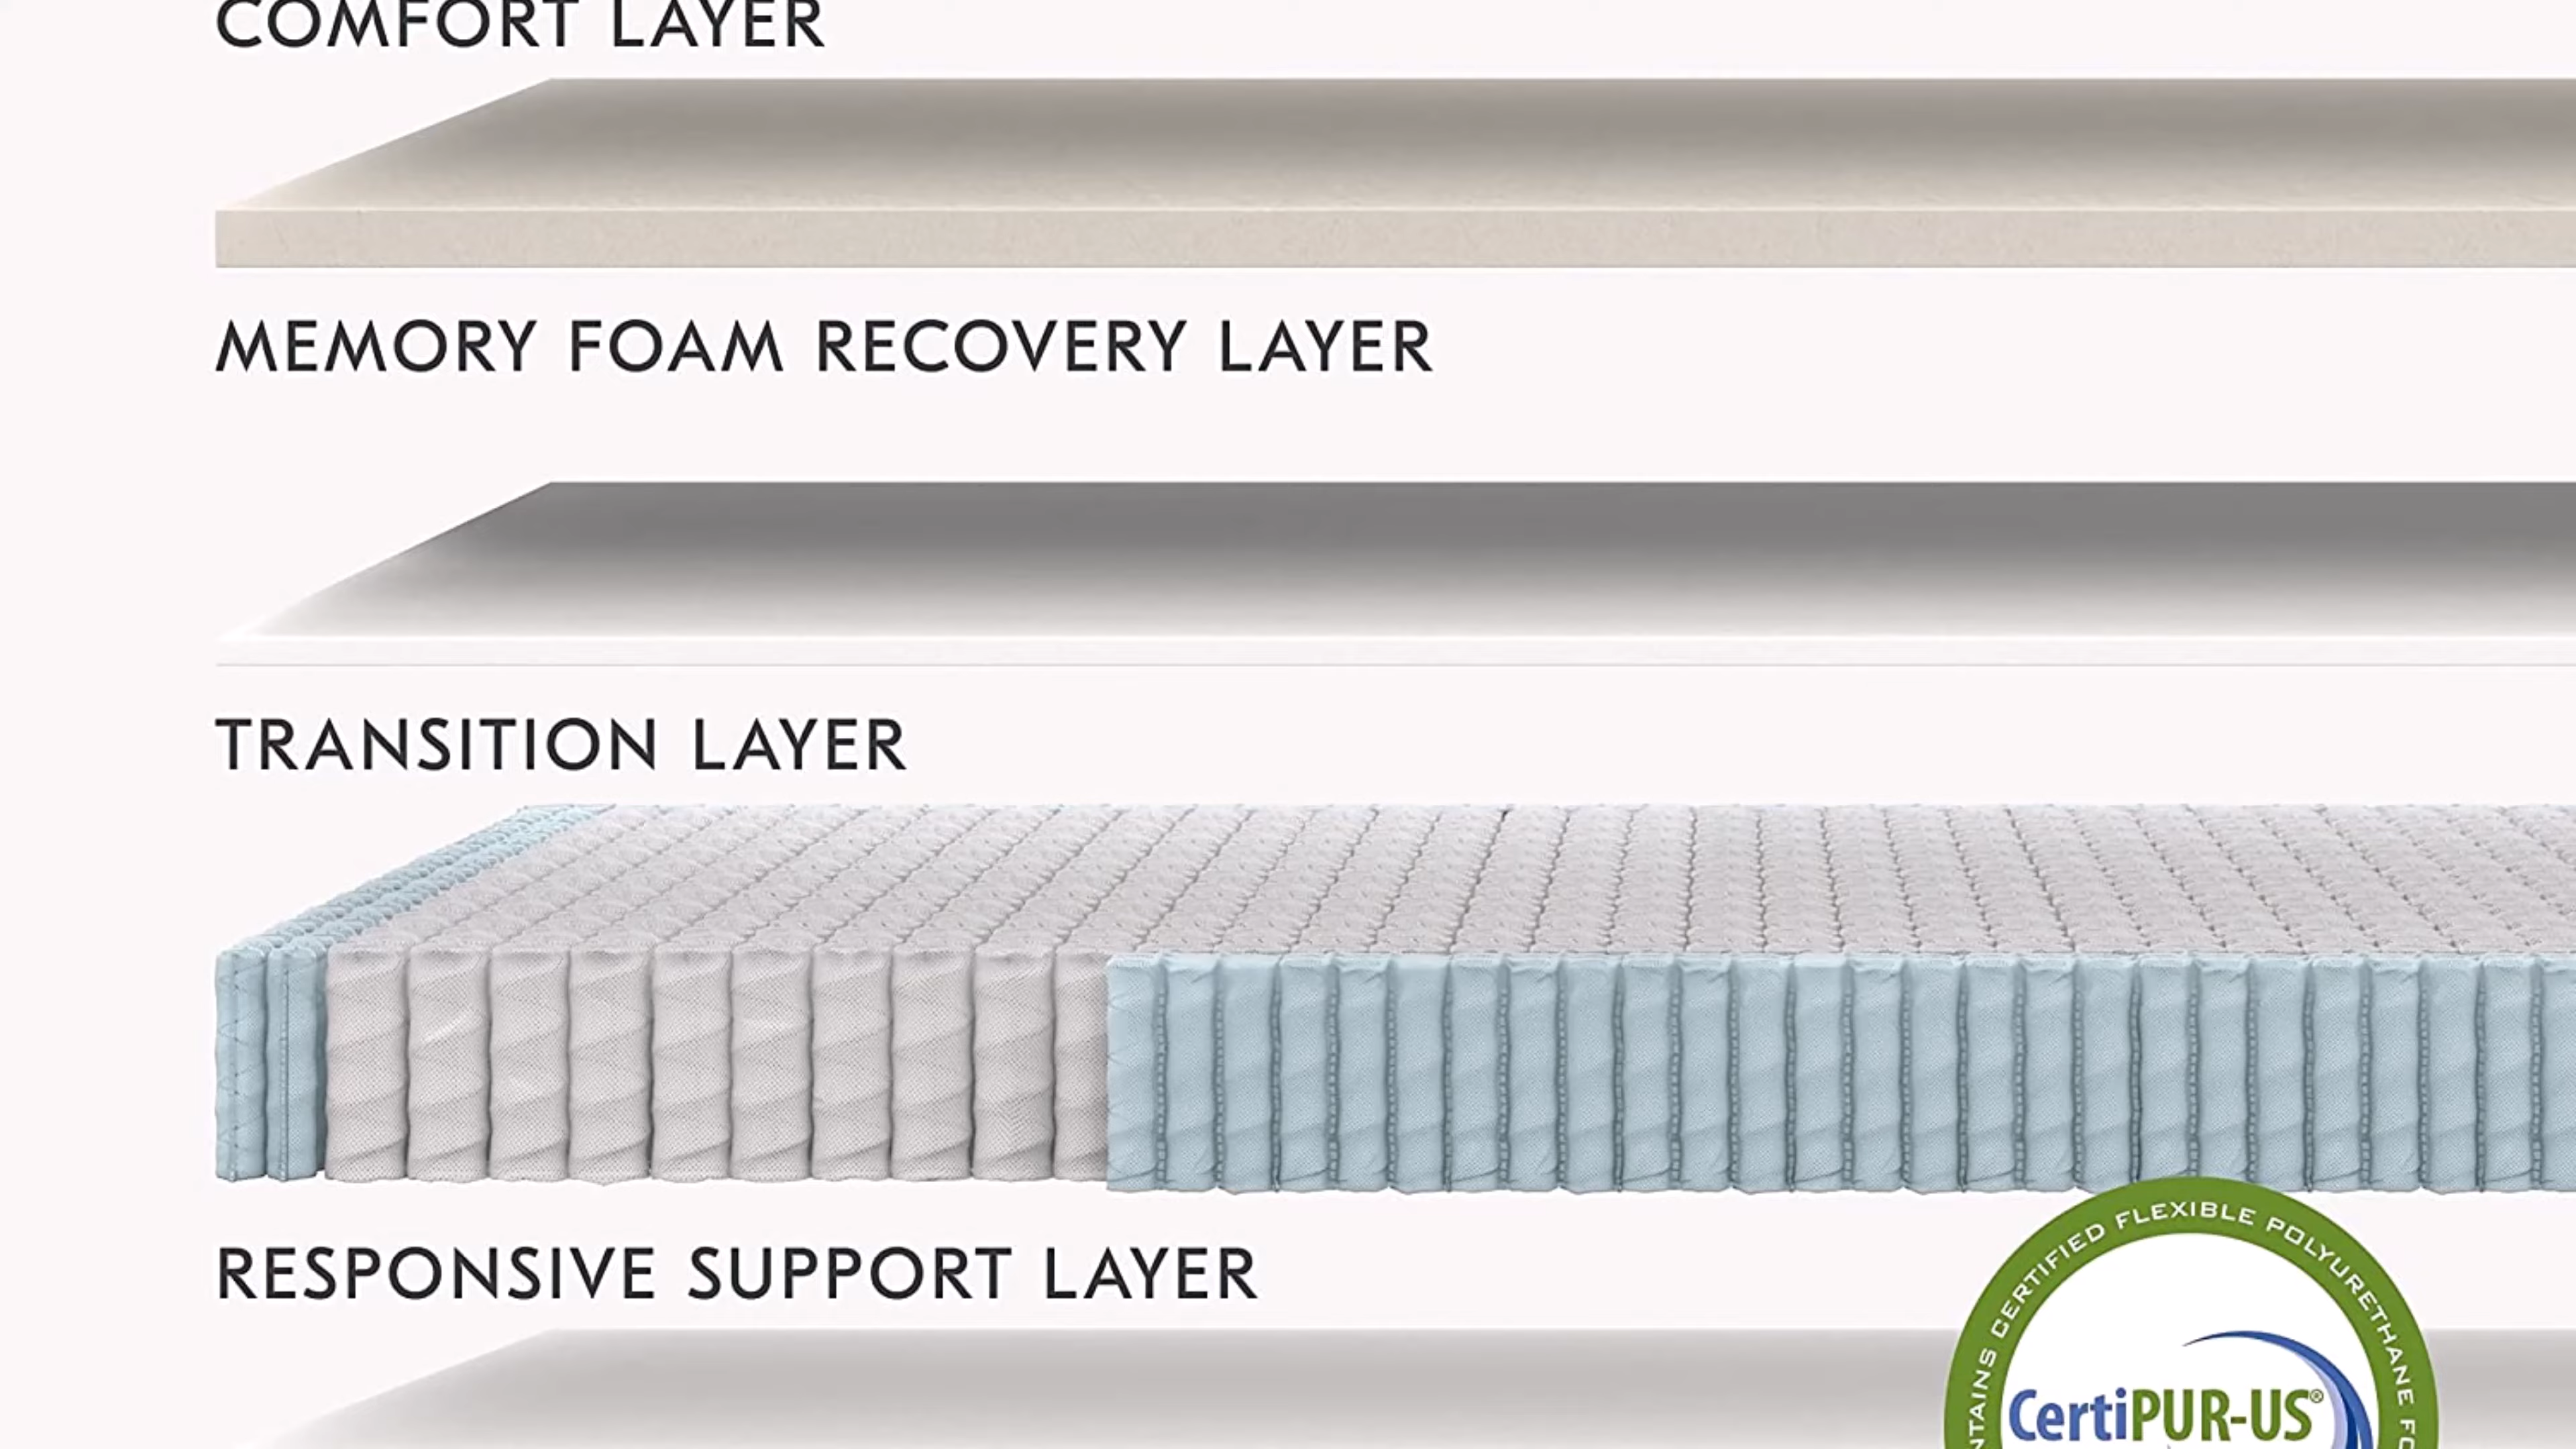 COMFORT LAYER
MEMORY FOAM RECOVERY LAYER
TRANSITION LAYER
RESPONSIVE SUPPORT LAYER
CERTIFIED FLEXIBLE POLYURETHANE
CertiPUR-US®